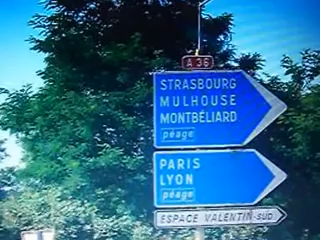 A 36
STRASBOURG
MULHOUSE
MONTBÉLIARD
péage
PARIS
LYON
péage
ESPACE VALENTIN-SUD